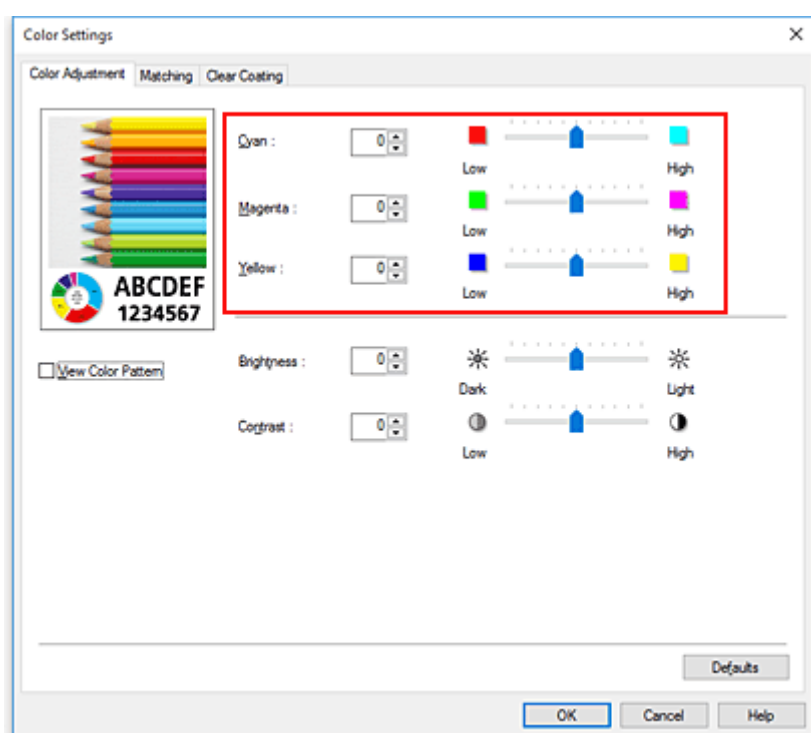 Color Settings
Color Adjustment Matching Clear Coating
Cyan : 0
Low High
Magenta : 0
Low High
Yellow : 0
Low High
ABCDEF
1234567
View Color Pattern
Brightness : 0
Dark Light
Contrast : 0
Low High
Defaults
OK Cancel Help